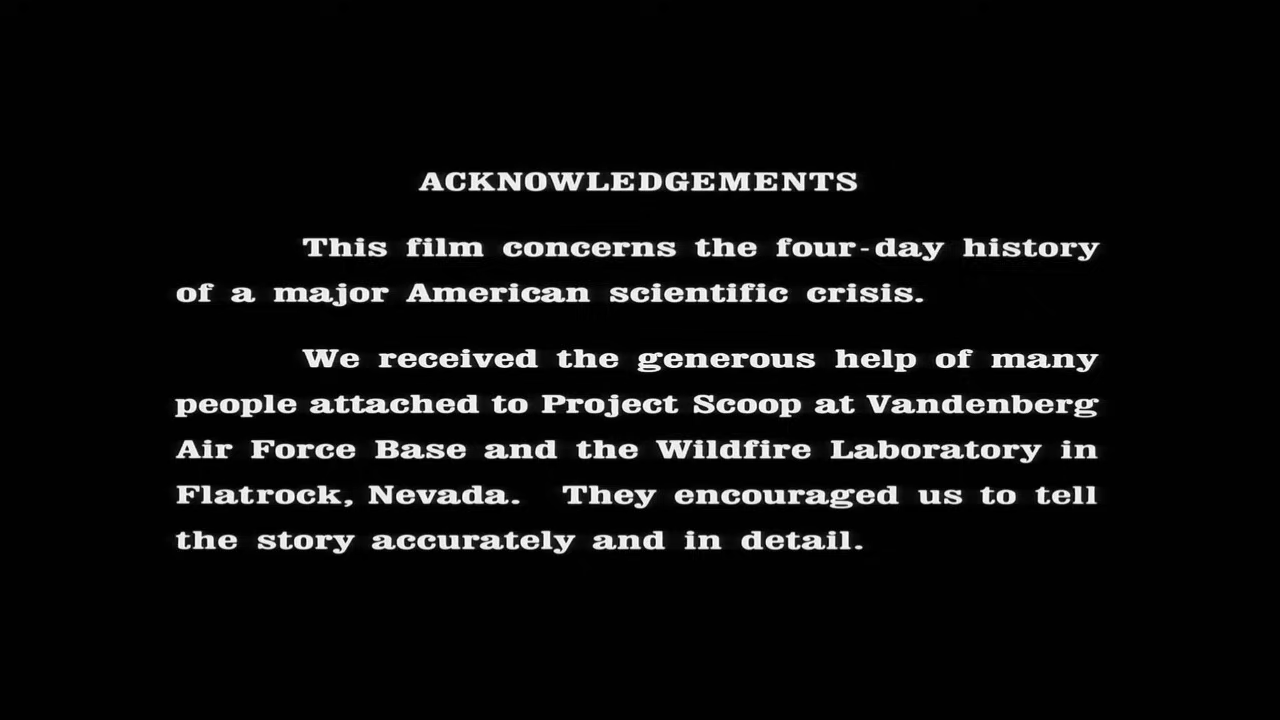 ACKNOWLEDGEMENTS
This film concerns the four-day history
of a major American scientific crisis.
We received the generous help of many
people attached to Project Scoop at Vandenberg
Air Force Base and the Wildfire Laboratory in
Flatrock, Nevada. They encouraged us to tell
the story accurately and in detail.